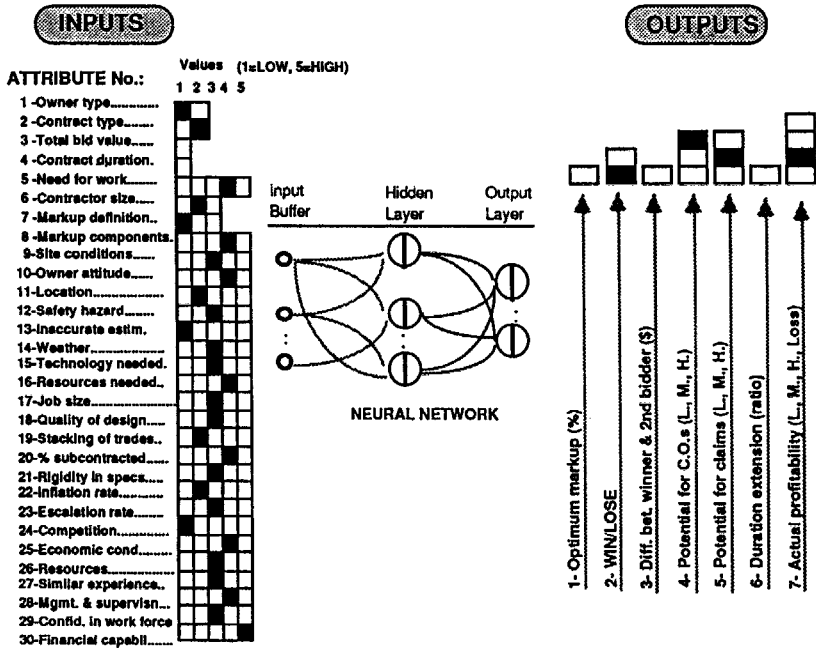 INPUTS
OUTPUTS
Values (1=LOW, 5=HIGH)
ATTRIBUTE No.:
1 2 3 4 5
1 -Owner type.............
2 -Contract type........
3 -Total bid value......
4 -Contract duration.
5 -Need for work........
6 -Contractor size......
7 -Markup definition..
8 -Markup components.
9-Site conditions......
10-Owner attitude......
11-Location....................
12-Safety hazard........
13-Inaccurate estim.
14-Weather....................
15-Technology needed.
16-Resources needed..
17-Job size.....................
18-Quality of design.....
19-Stacking of trades..
20-% subcontracted......
21-Rigidity in specs.....
22-Inflation rate............
23-Escalation rate.......
24-Competition..............
25-Economic cond.........
26-Resources................
27-Similar experience..
28-Mgmt. & supervisn...
29-Confid. in work force
30-Financial capabil.......
Input
Buffer
Hidden
Layer
Output
Layer
NEURAL NETWORK
1- Optimum markup (%)
2- WIN/LOSE
3- Diff. bet. winner & 2nd bidder ($)
4- Potential for C.O.s (L., M., H.)
5- Potential for claims (L., M., H.)
6- Duration extension (ratio)
7- Actual profitability (L., M., H., Loss)